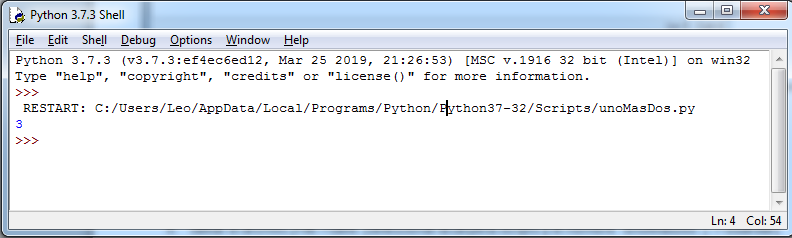 Python 3.7.3 Shell
File Edit Shell Debug Options Window Help
Python 3.7.3 (v3.7.3:ef4ec6ed12, Mar 25 2019, 21:26:53) [MSC v.1916 32 bit (Intel)] on win32
Type "help", "copyright", "credits" or "license()" for more information.
>>>
RESTART: C:/Users/Leo/AppData/Local/Programs/Python/Python37-32/Scripts/unoMasDos.py
3
>>>
Ln: 4 Col: 54